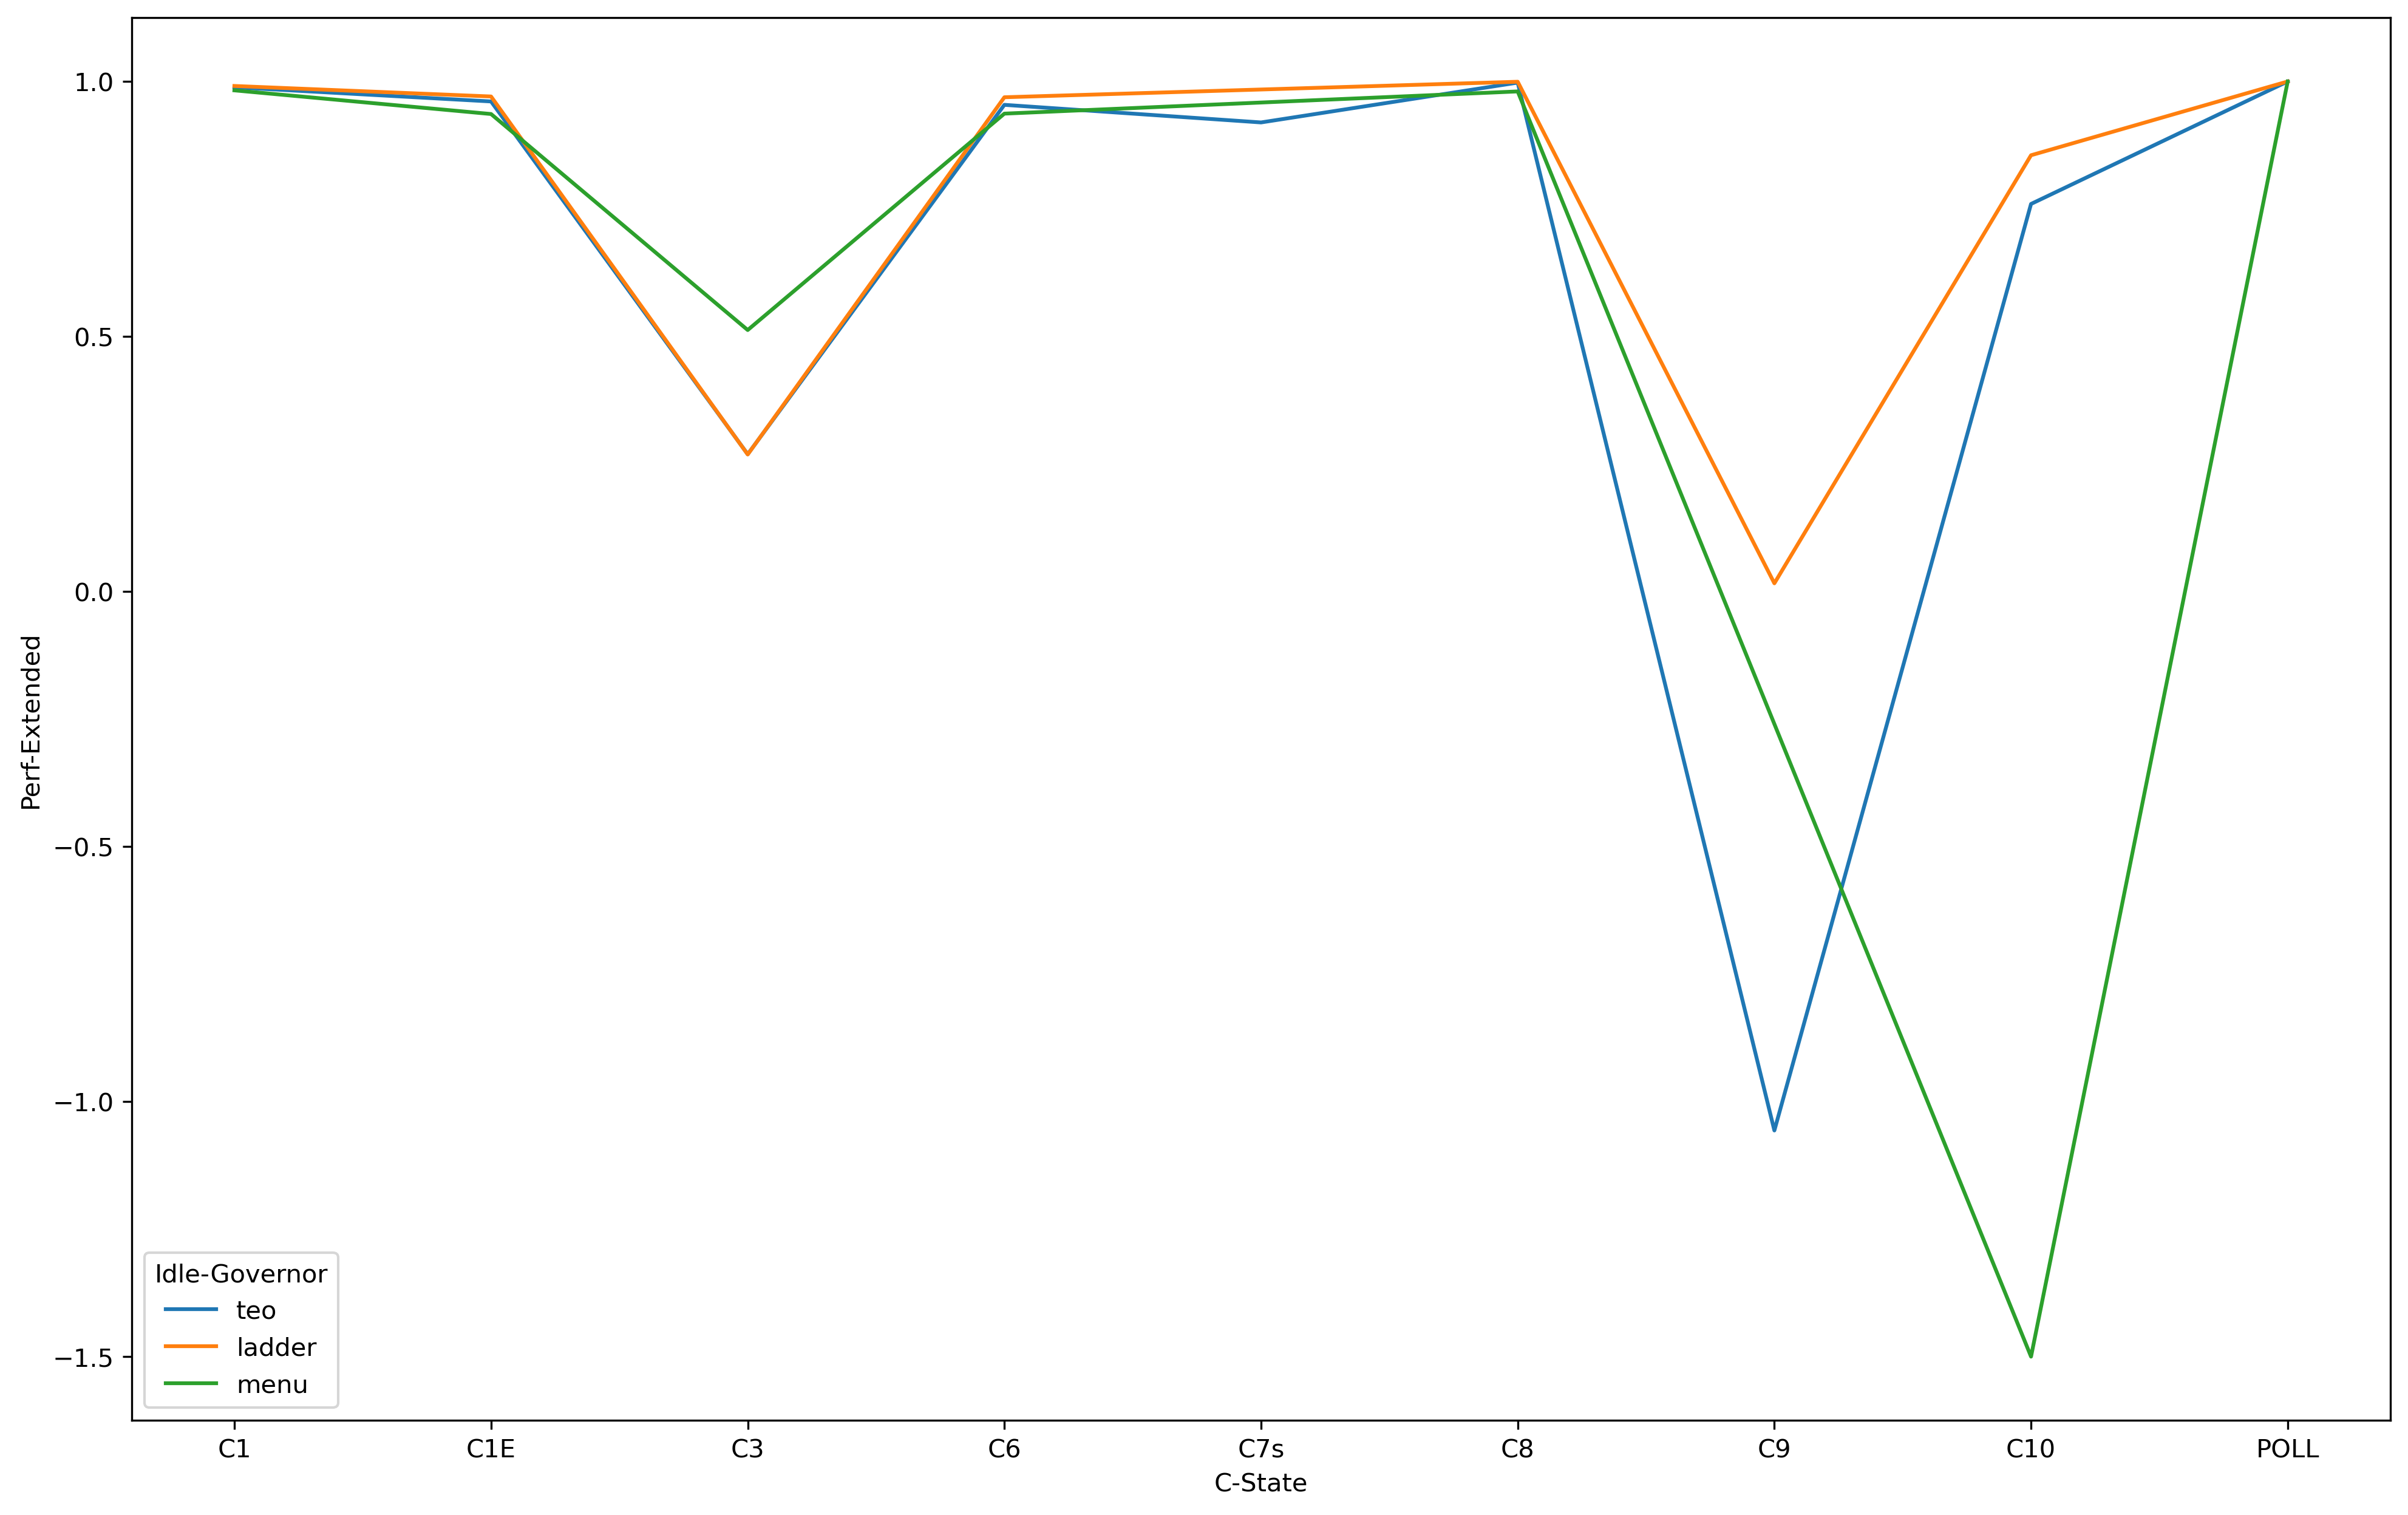 1.0
0.5
0.0
−0.5
−1.0
−1.5
Perf-Extended
Idle-Governor
teo
ladder
menu
C1 C1E C3 C6 C7s C8 C9 C10 POLL
C-State